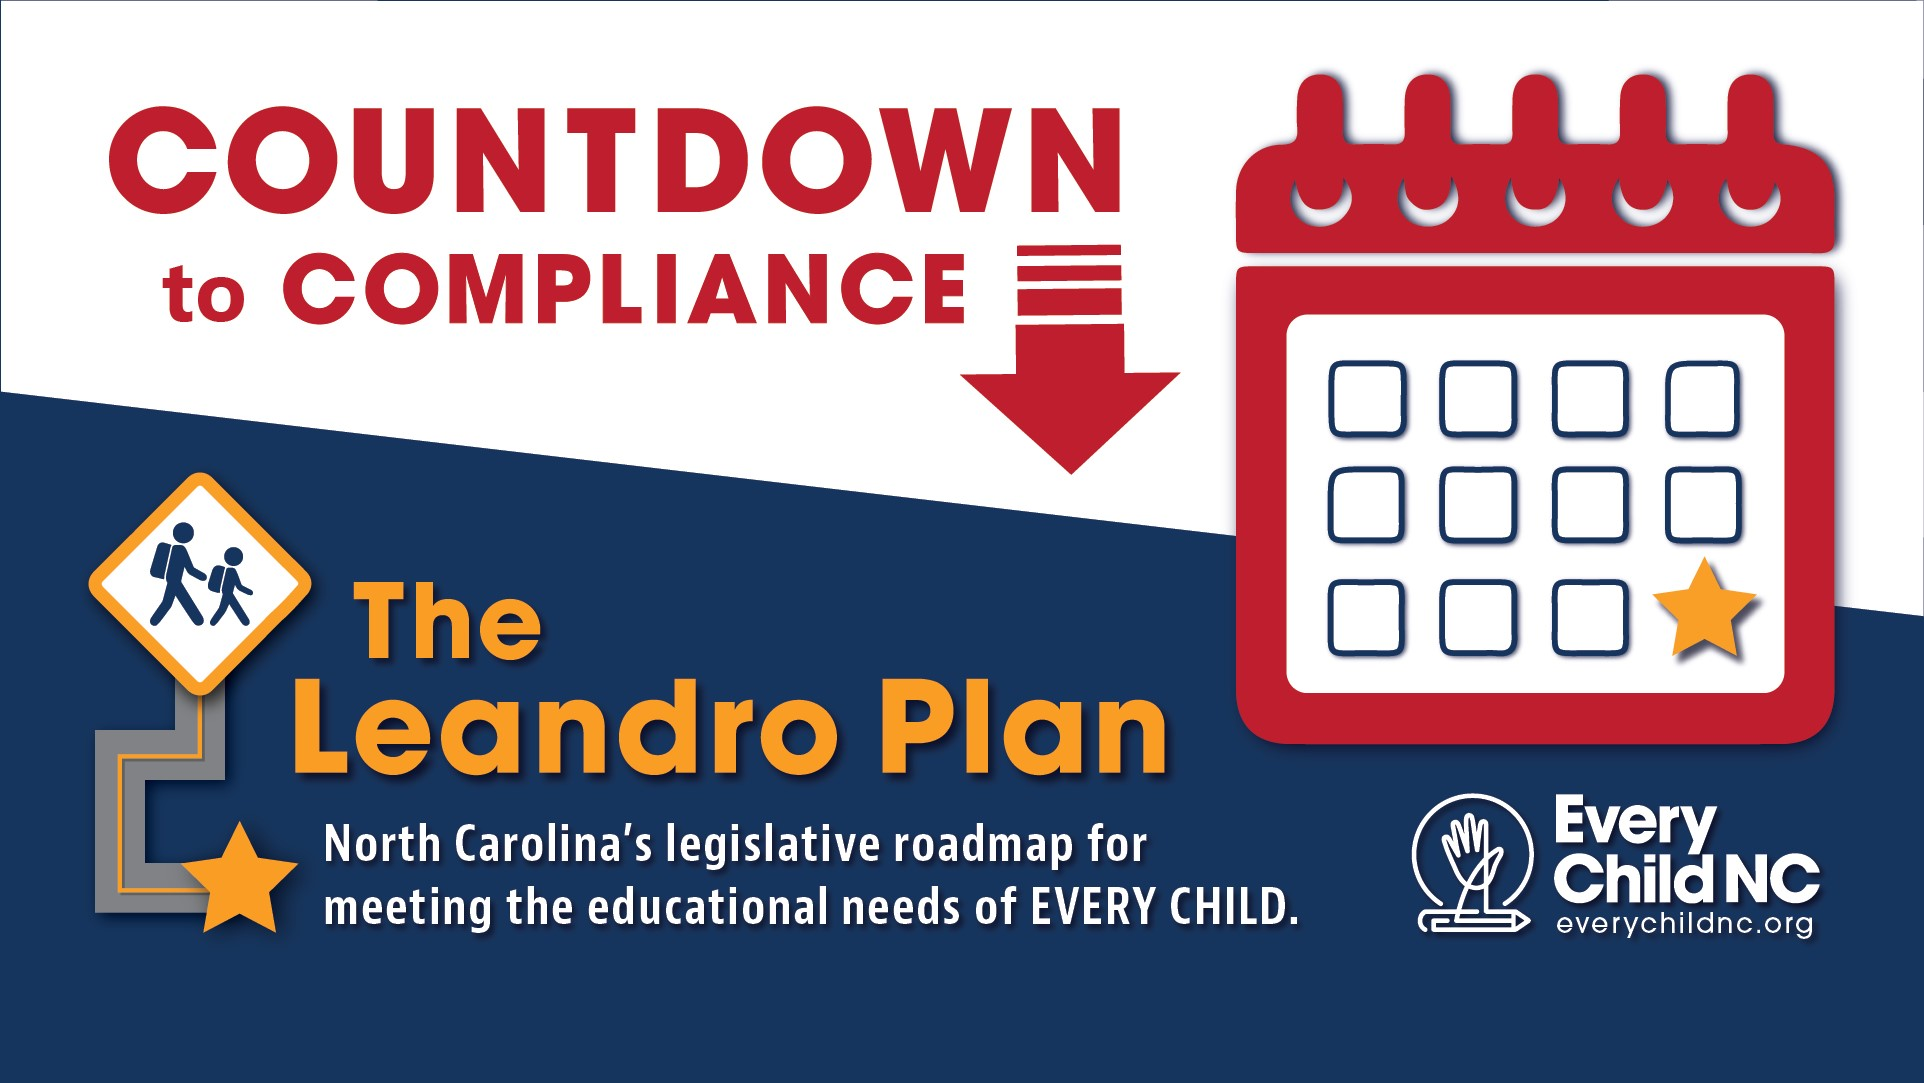 COUNTDOWN
to COMPLIANCE
The
Leandro Plan
North Carolina's legislative roadmap for
meeting the educational needs of EVERY CHILD.
Every
Child NC
everychildnc.org